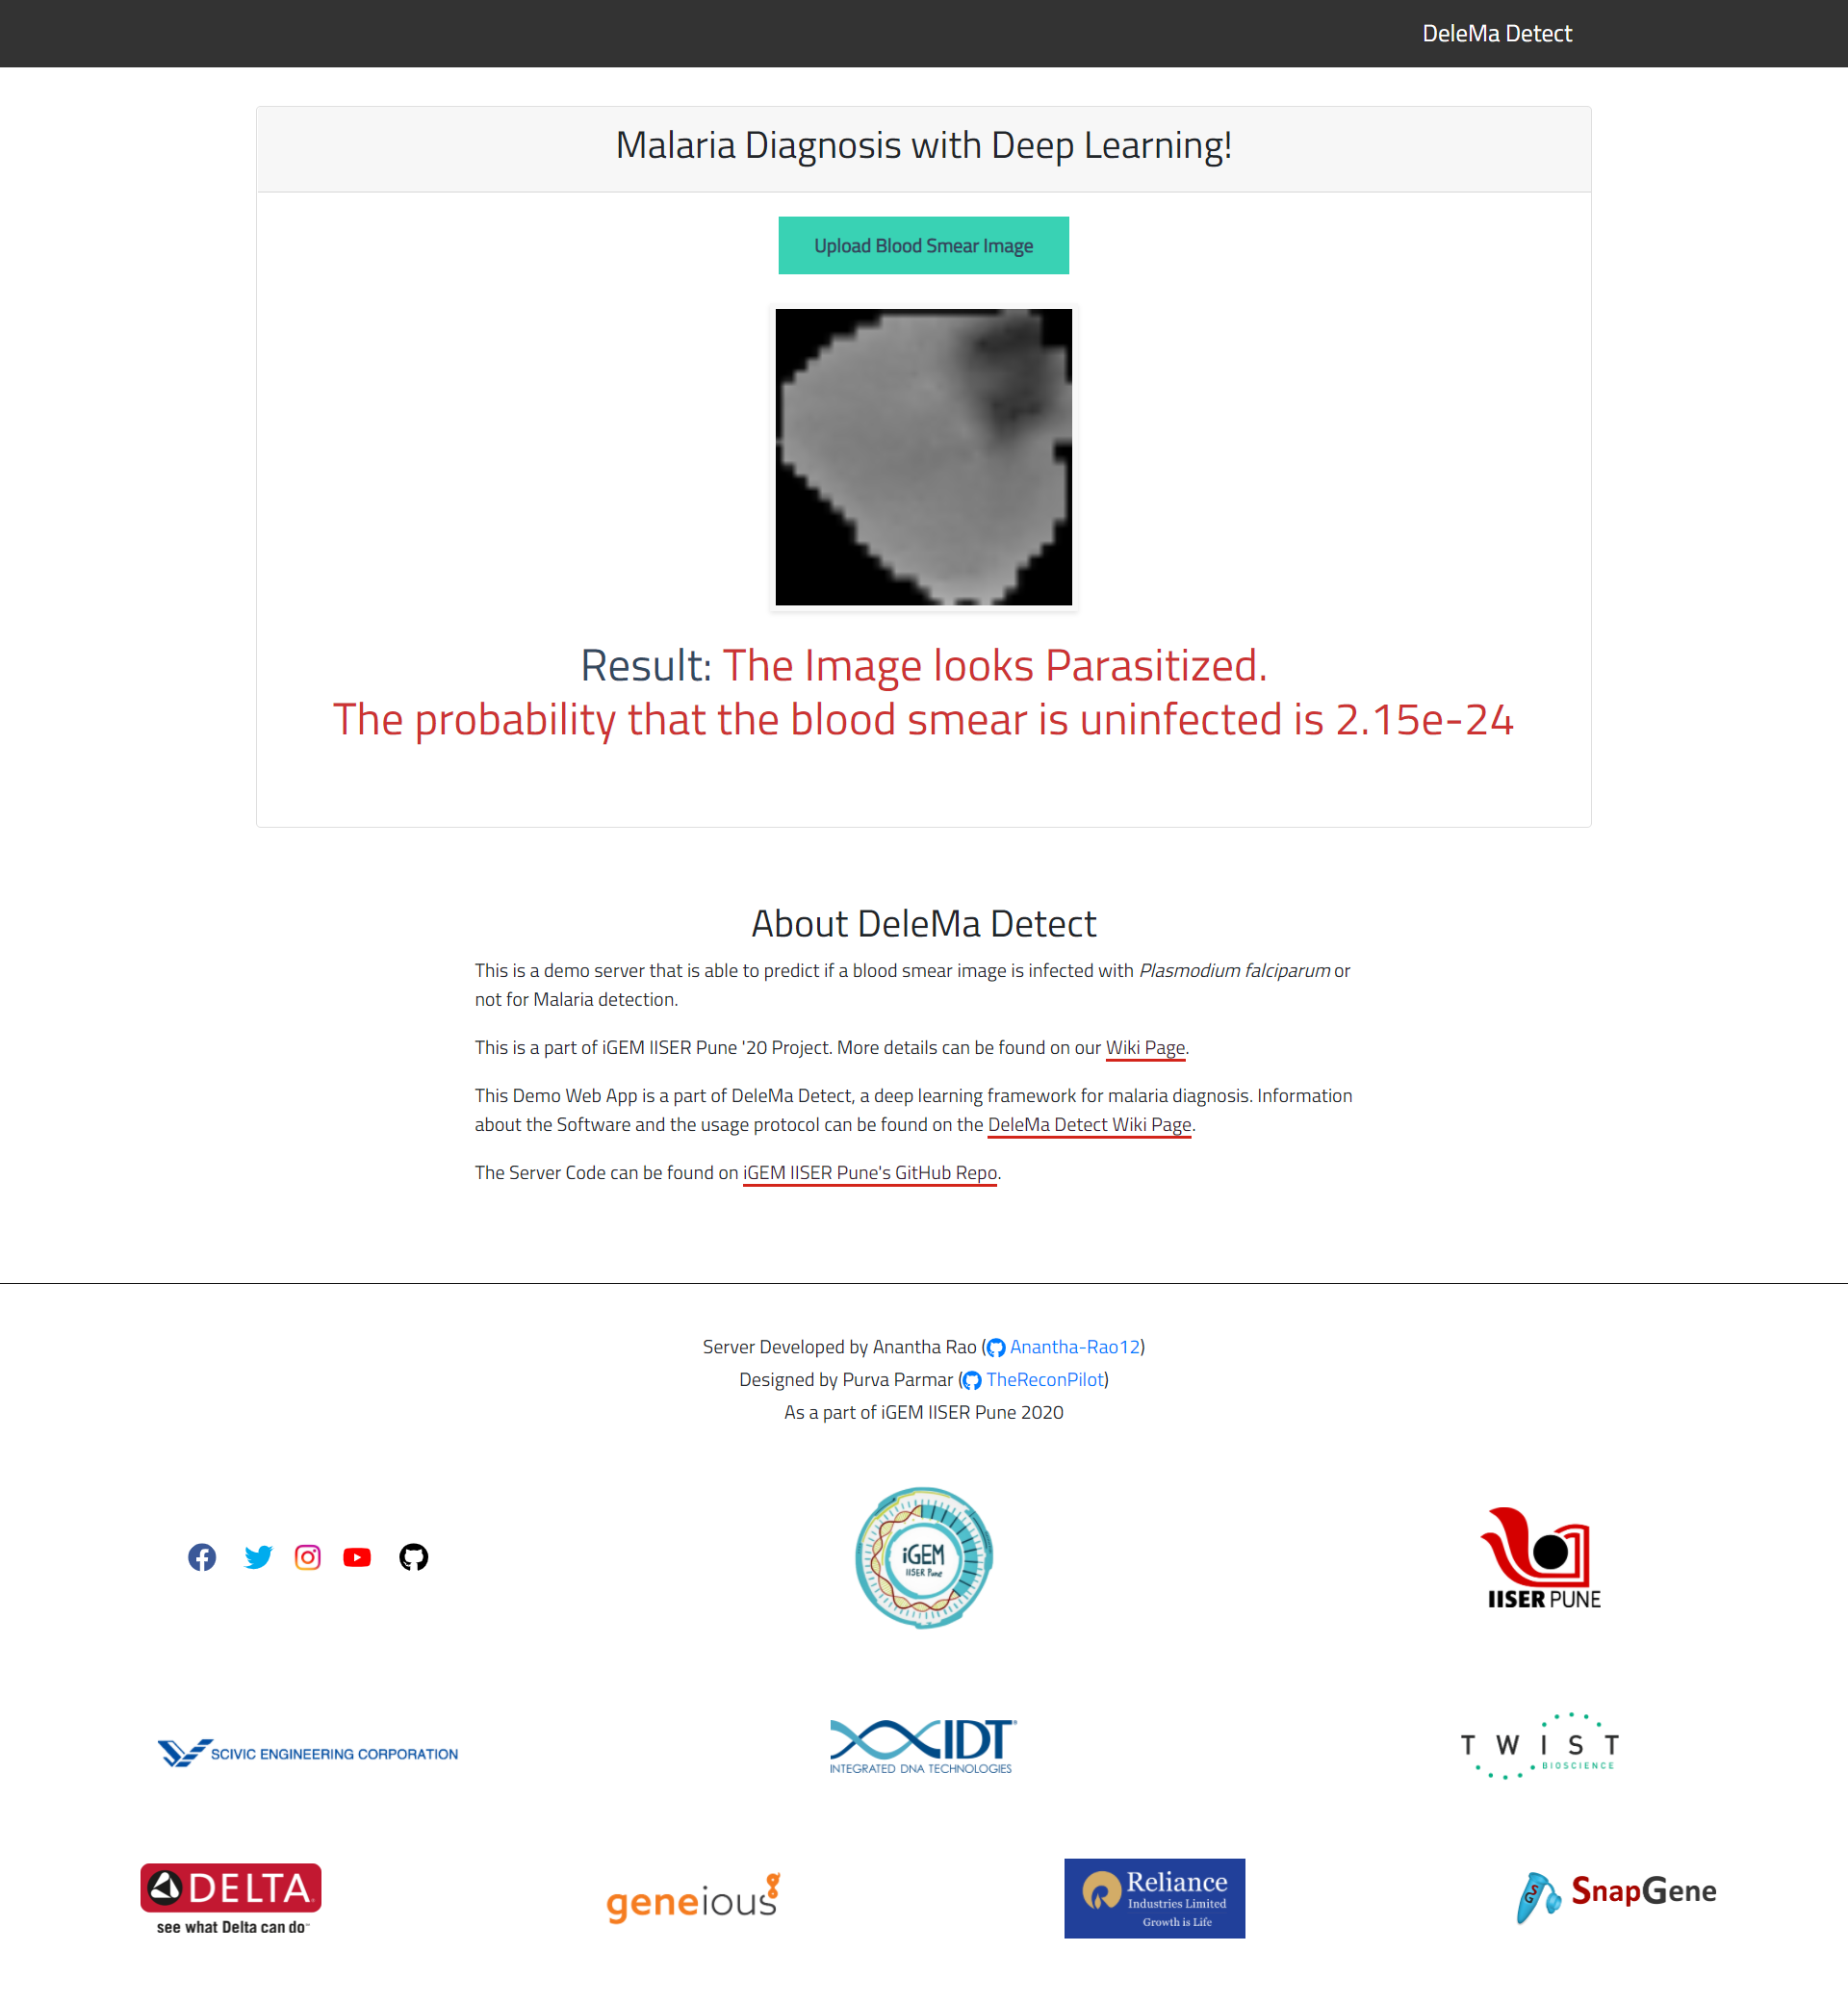 DeleMa Detect
Malaria Diagnosis with Deep Learning!
Upload Blood Smear Image
Result: The Image looks Parasitized.
The probability that the blood smear is uninfected is 2.15e-24
About DeleMa Detect
This is a demo server that is able to predict if a blood smear image is infected with Plasmodium falciparum or
not for Malaria detection.
This is a part of iGEM IISER Pune '20 Project. More details can be found on our Wiki Page.
This Demo Web App is a part of DeleMa Detect, a deep learning framework for malaria diagnosis. Information
about the Software and the usage protocol can be found on the DeleMa Detect Wiki Page.
The Server Code can be found on iGEM IISER Pune's GitHub Repo.
Server Developed by Anantha Rao (Anantha-Rao12)
Designed by Purva Parmar (TheReconPilot)
As a part of iGEM IISER Pune 2020
iGEM
IISER Pune
IISER PUNE
SCIVIC ENGINEERING CORPORATION
IDT
INTEGRATED DNA TECHNOLOGIES
TWIST
BIOSCIENCE
DELTA
see what Delta can do™
geneious
Reliance
Industries Limited
Growth is Life
SG
SnapGene